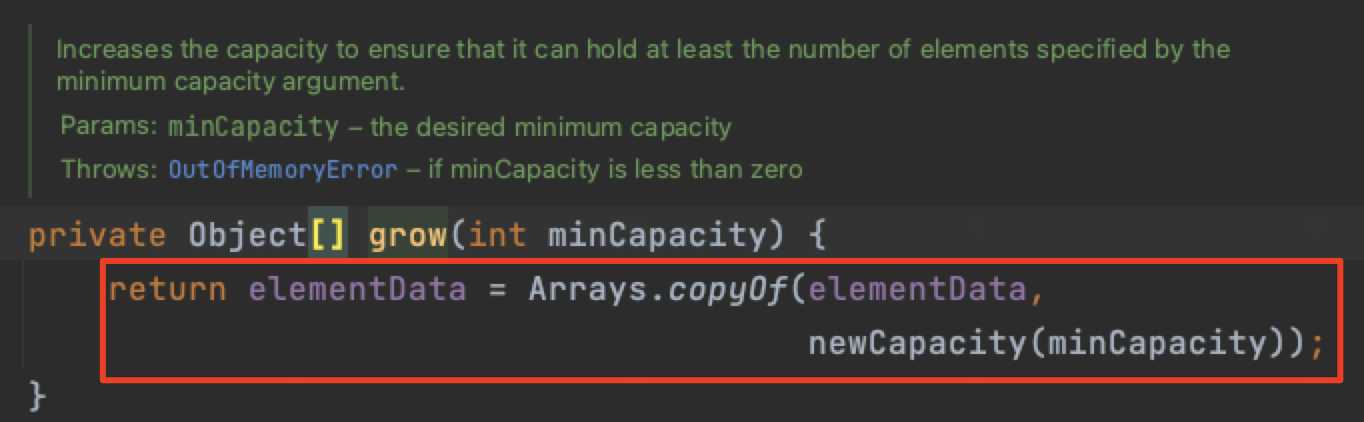 Increases the capacity to ensure that it can hold at least the number of elements specified by the
minimum capacity argument.
Params: minCapacity – the desired minimum capacity
Throws: OutOfMemoryError – if minCapacity is less than zero
private Object[] grow(int minCapacity) {
return elementData = Arrays.copyOf(elementData,
newCapacity(minCapacity));
}